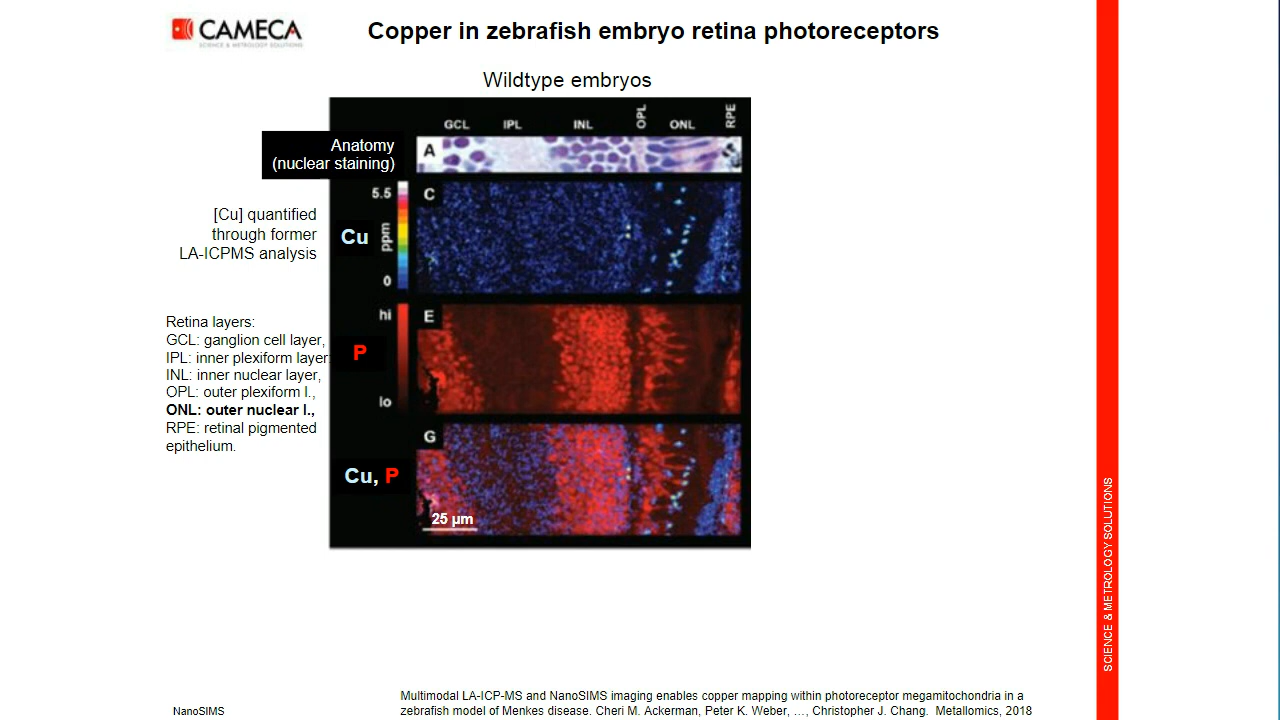 CAMECA
SCIENCE & METROLOGY SOLUTIONS
Copper in zebrafish embryo retina photoreceptors
Wildtype embryos
GCL IPL INL OPL ONL RPE
Anatomy
(nuclear staining)
A
[Cu] quantified
through former
LA-ICPMS analysis
Cu
5.5
ppm
0
C
Retina layers:
GCL: ganglion cell layer,
IPL: inner plexiform layer
INL: inner nuclear layer,
OPL: outer plexiform l.,
ONL: outer nuclear l.,
RPE: retinal pigmented
epithelium.
P
hi
lo
E
Cu, P
G
25 µm
SCIENCE & METROLOGY SOLUTIONS
Multimodal LA-ICP-MS and NanoSIMS imaging enables copper mapping within photoreceptor megamitochondria in a
zebrafish model of Menkes disease. Cheri M. Ackerman, Peter K. Weber, ..., Christopher J. Chang. Metallomics, 2018
NanoSIMS